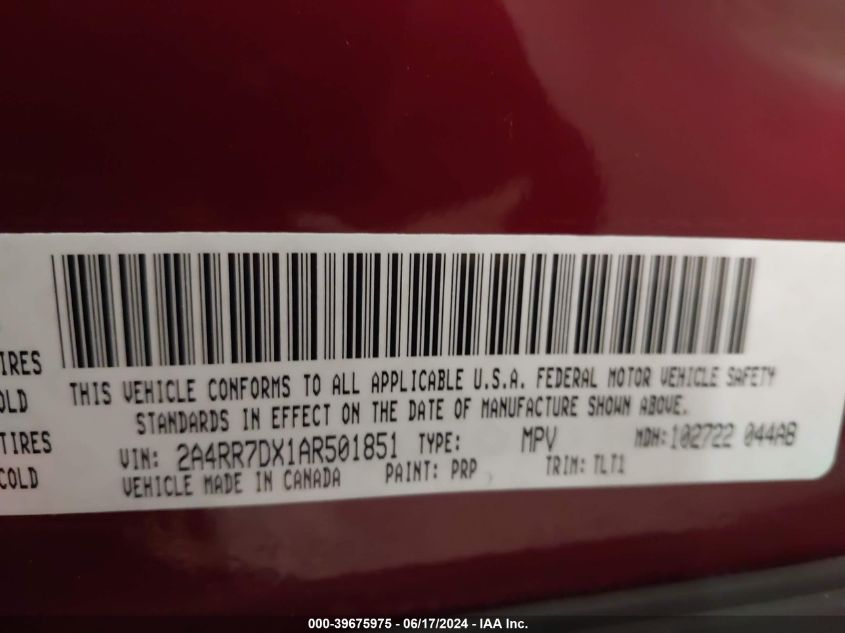 TIRES
OLD
TIRES
COLD
THIS VEHICLE CONFORMS TO ALL APPLICABLE U.S.A. FEDERAL MOTOR VEHICLE SAFETY
STANDARDS IN EFFECT ON THE DATE OF MANUFACTURE SHOWN ABOVE.
VIN: 2A4RR7DX1AR501851 TYPE: MPV MDH:102722 044AB
VEHICLE MADE IN CANADA PAINT: PRP TRIM: TLT1
000-39675975 - 06/17/2024 - IAA Inc.